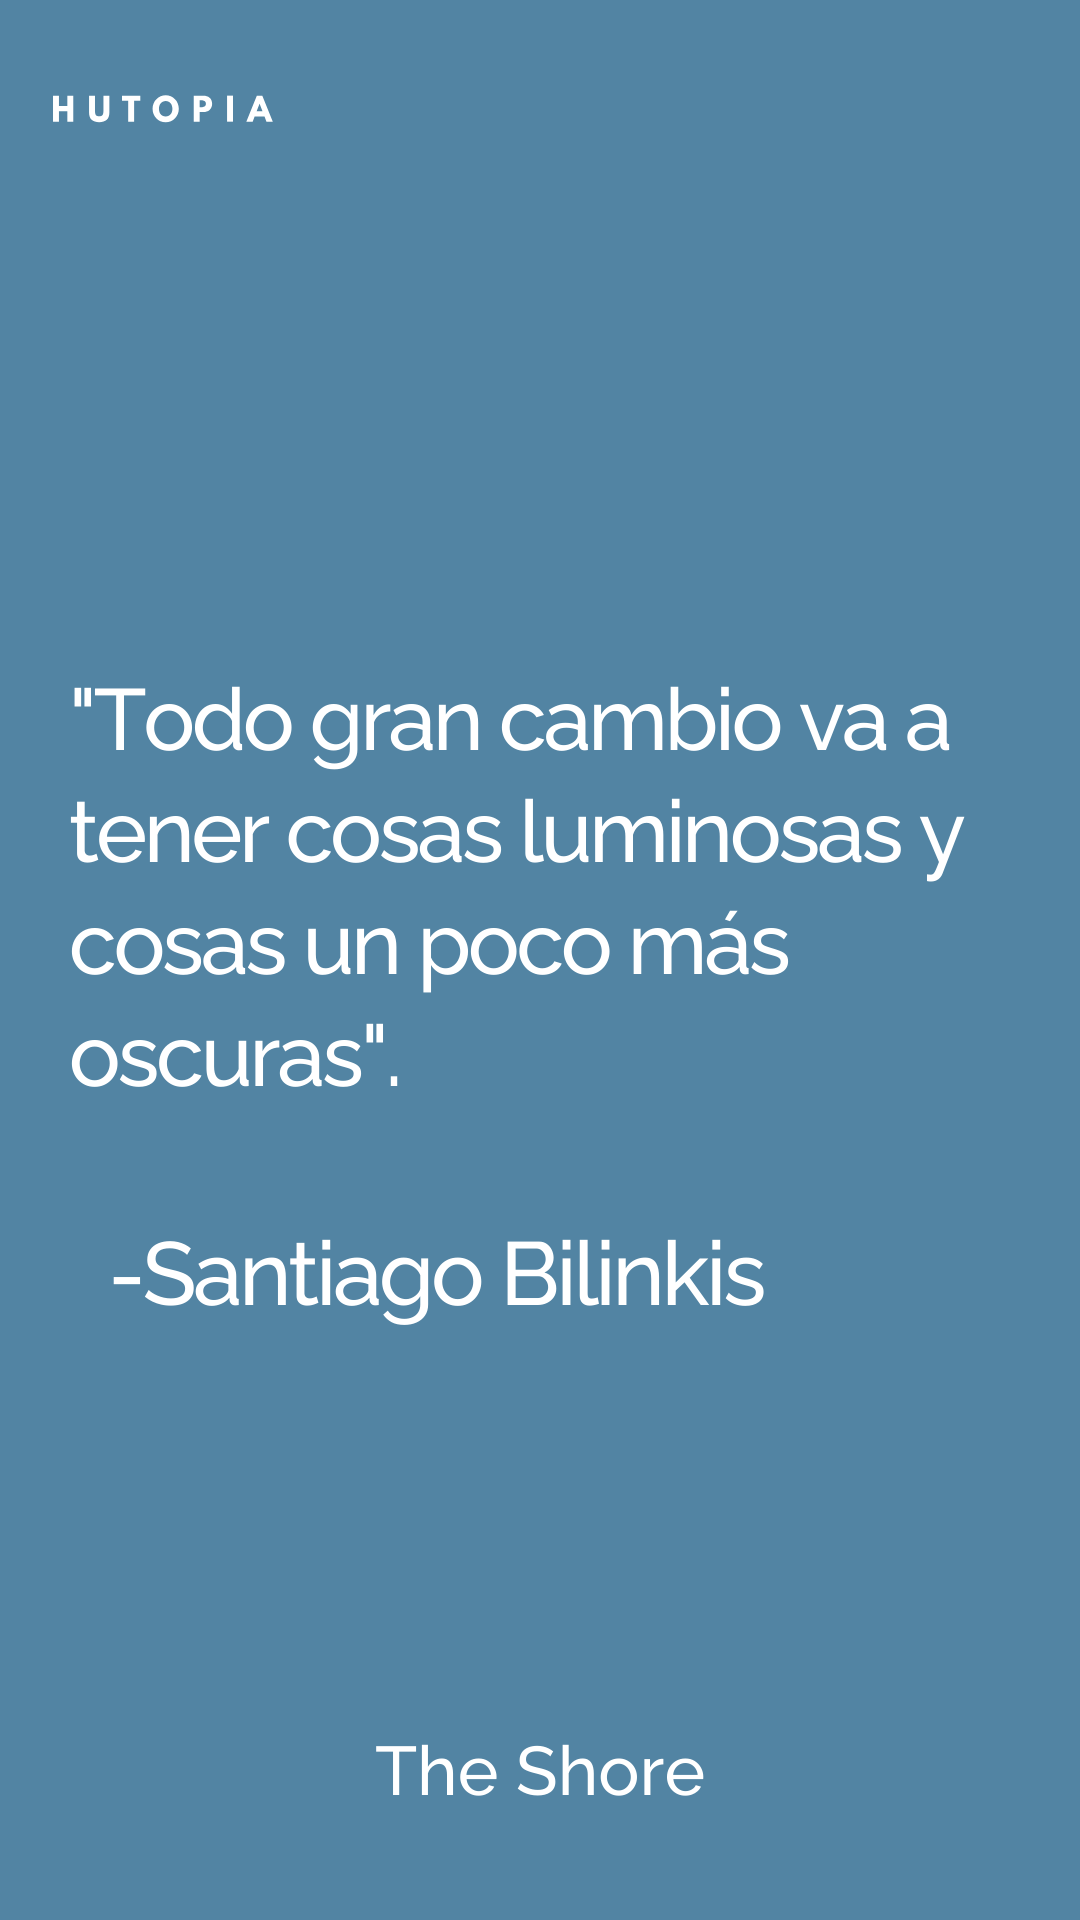 HUTOPIA
"Todo gran cambio va a
tener cosas luminosas y
cosas un poco más
oscuras".
-Santiago Bilinkis
The Shore